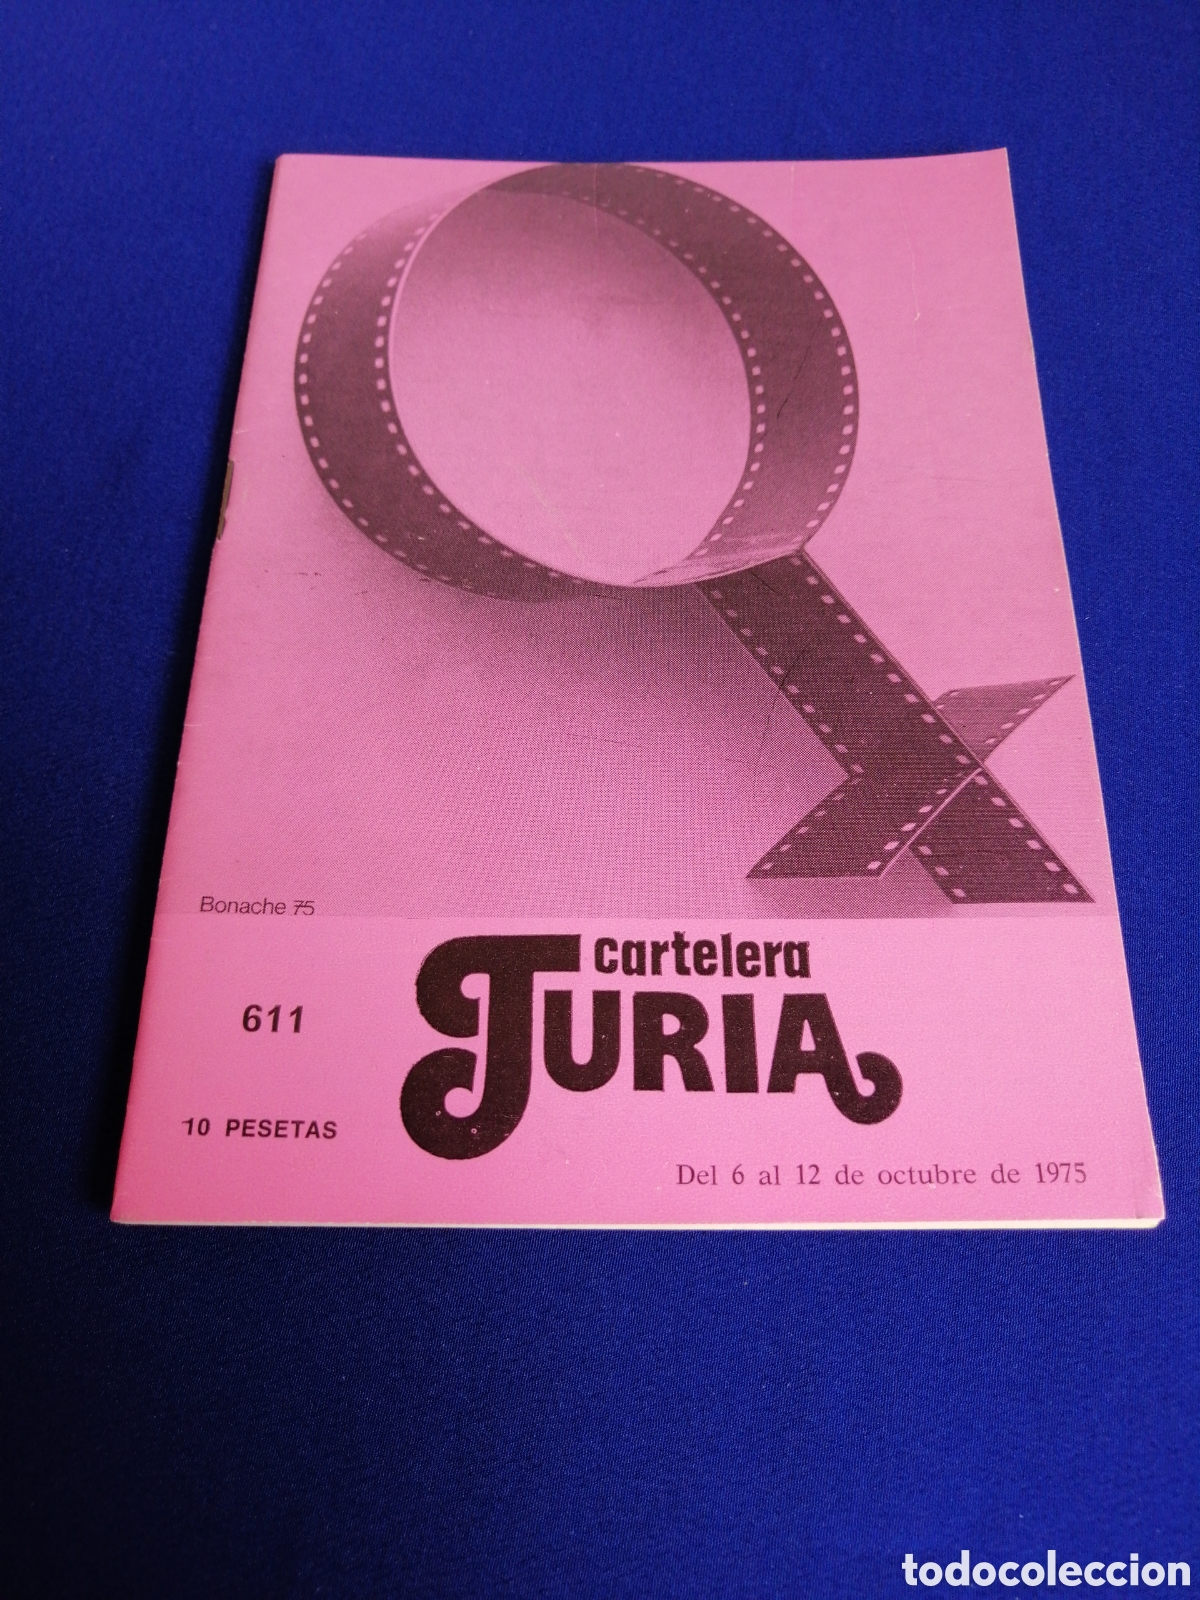 Bonache 75
cartelera
TURIA
611
10 PESETAS
Del 6 al 12 de octubre de 1975
todocoleccion